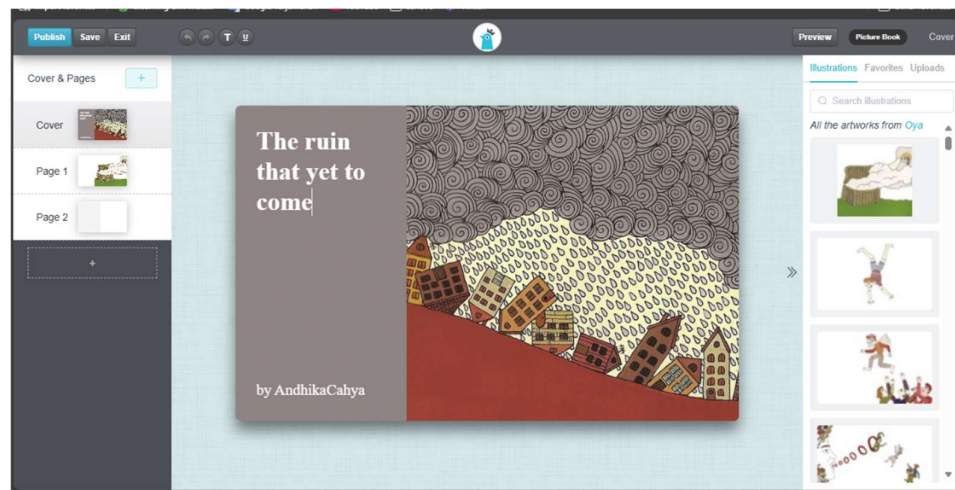 Publish Save Exit
T U
Preview Picture Book Cover
Cover & Pages +
Cover
Page 1
Page 2
+
The ruin
that yet to
come
by AndhikaCahya
Illustrations Favorites Uploads
Search illustrations
All the artworks from Oya